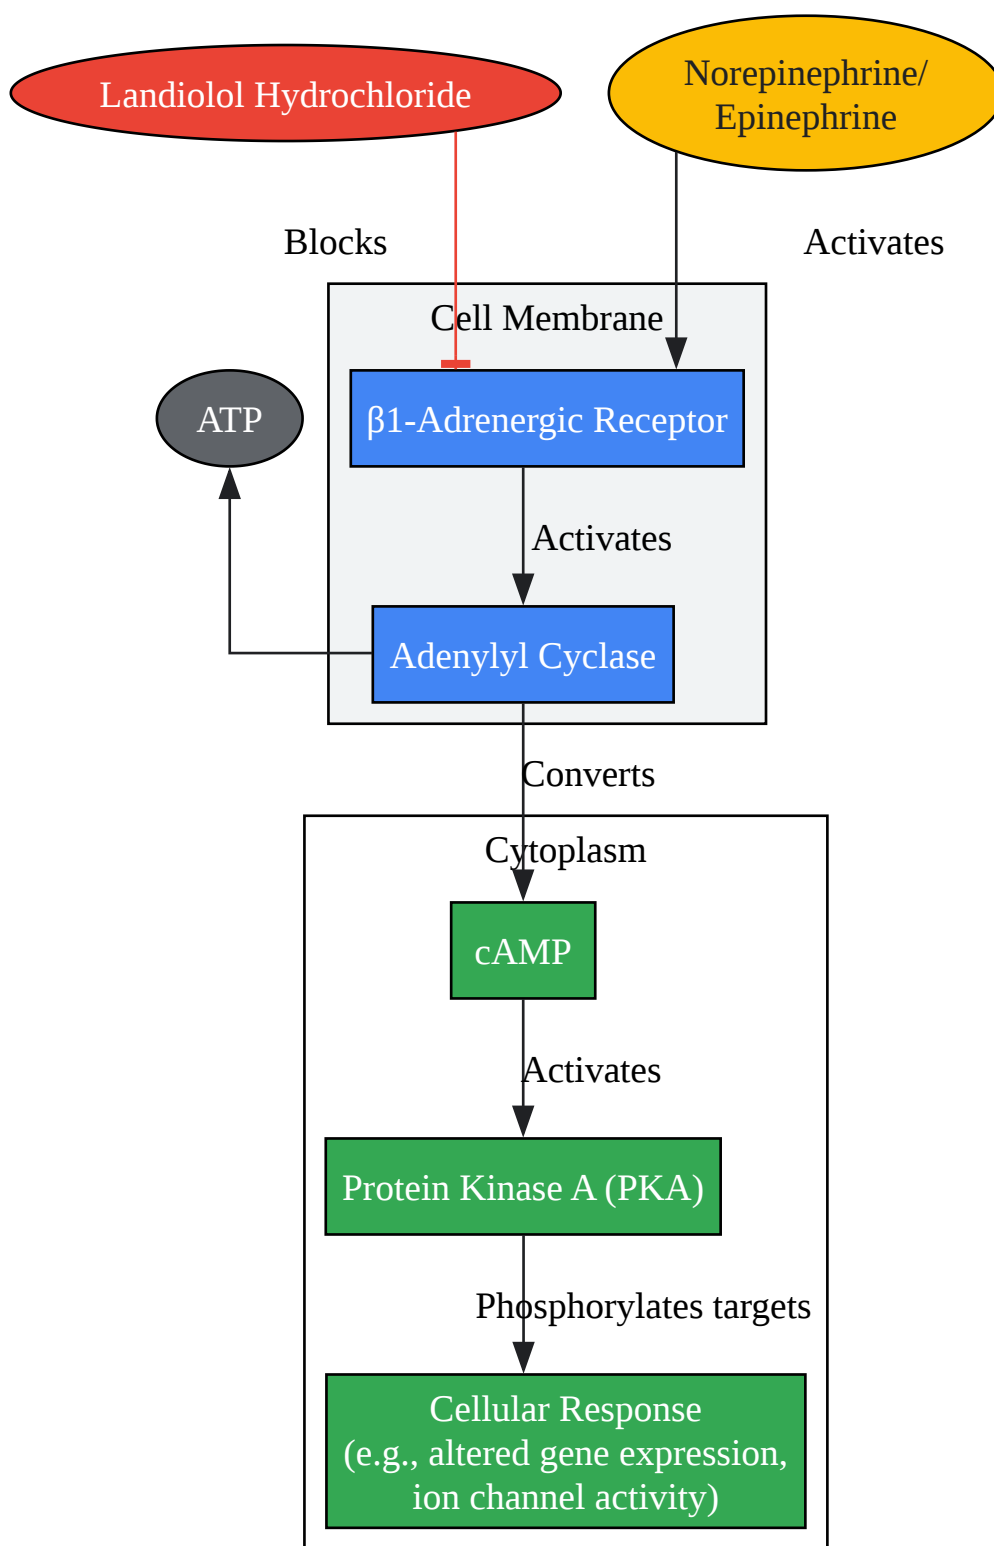 Landiolol Hydrochloride
Norepinephrine/
Epinephrine
Blocks
Activates
Cell Membrane
β1-Adrenergic Receptor
ATP
Activates
Adenylyl Cyclase
Converts
Cytoplasm
cAMP
Activates
Protein Kinase A (PKA)
Phosphorylates targets
Cellular Response
(e.g., altered gene expression,
ion channel activity)